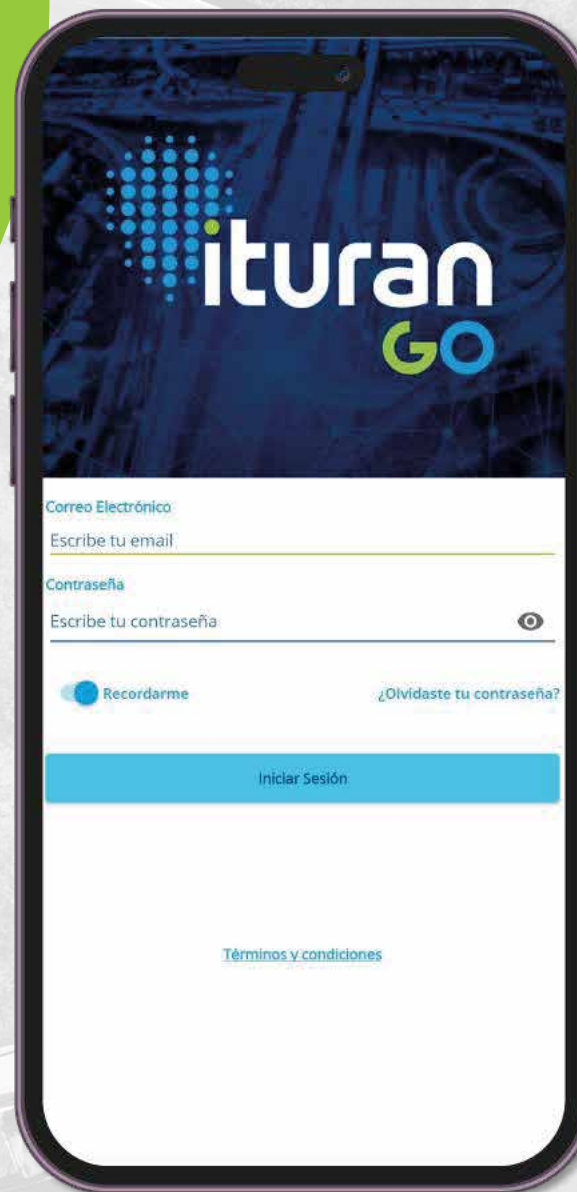 ituran
GO
Correo Electrónico
Escribe tu email
Contraseña
Escribe tu contraseña
Recordarme
¿Olvidaste tu contraseña?
Iniciar Sesión
Términos y condiciones